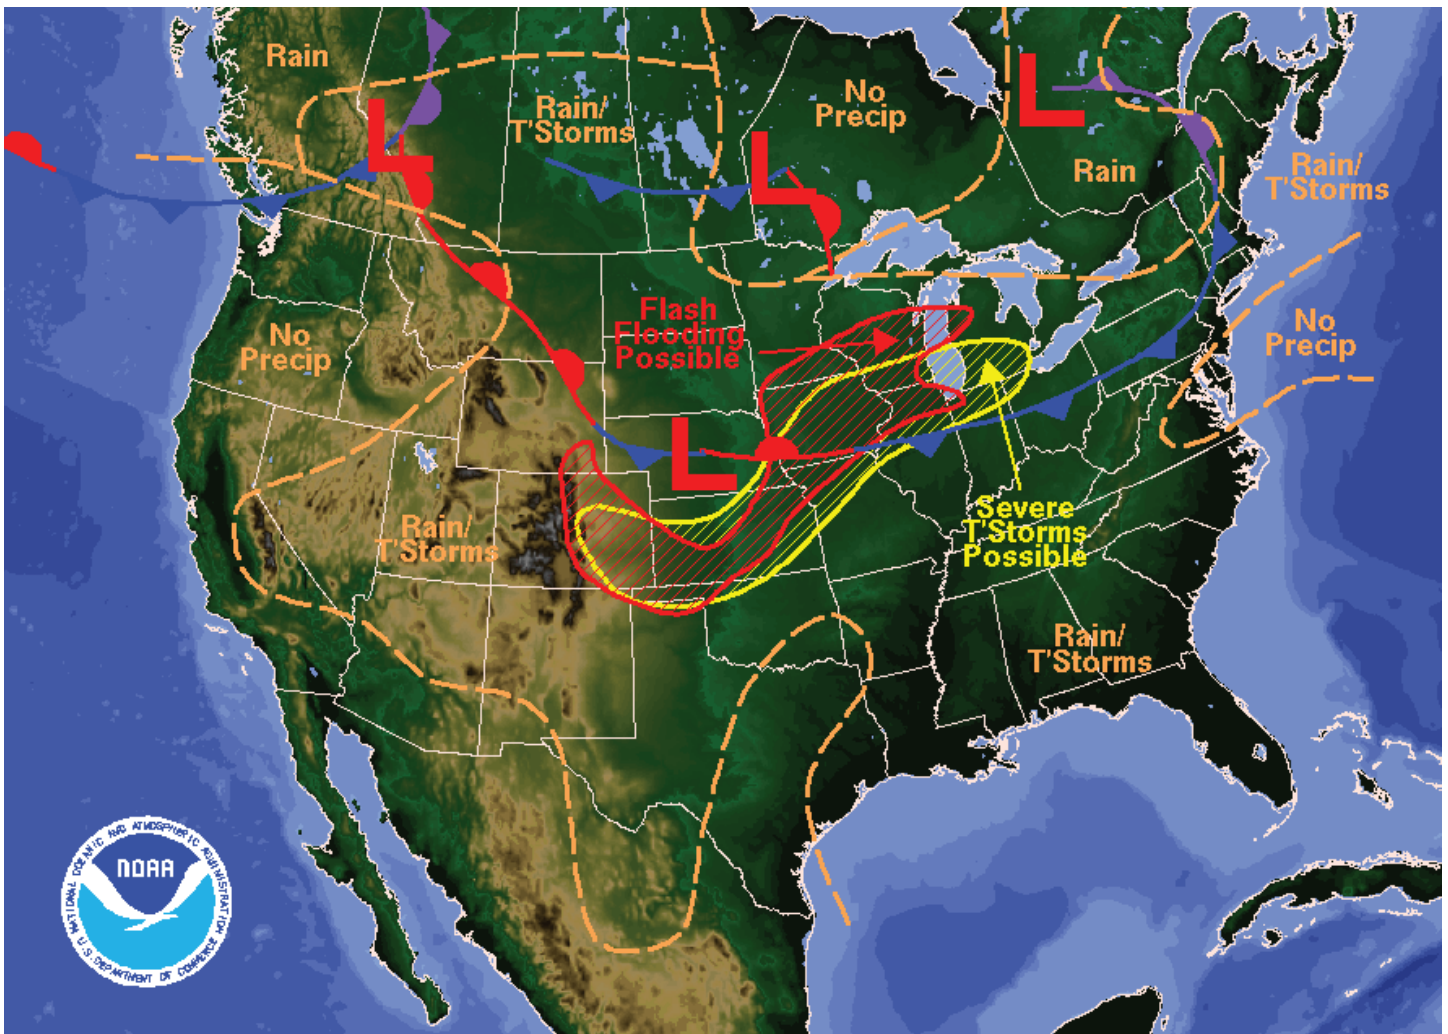 Rain
Rain/
T'Storms
No
Precip
L
L
L
Rain
Rain/
T'Storms
Flash
Flooding
Possible
No
Precip
No
Precip
L
Rain/
T'Storms
Severe
T'Storms
Possible
Rain/
T'Storms
NATIONAL OCEANIC AND ATMOSPHERIC ADMINISTRATION
NOAA
U.S. DEPARTMENT OF COMMERCE